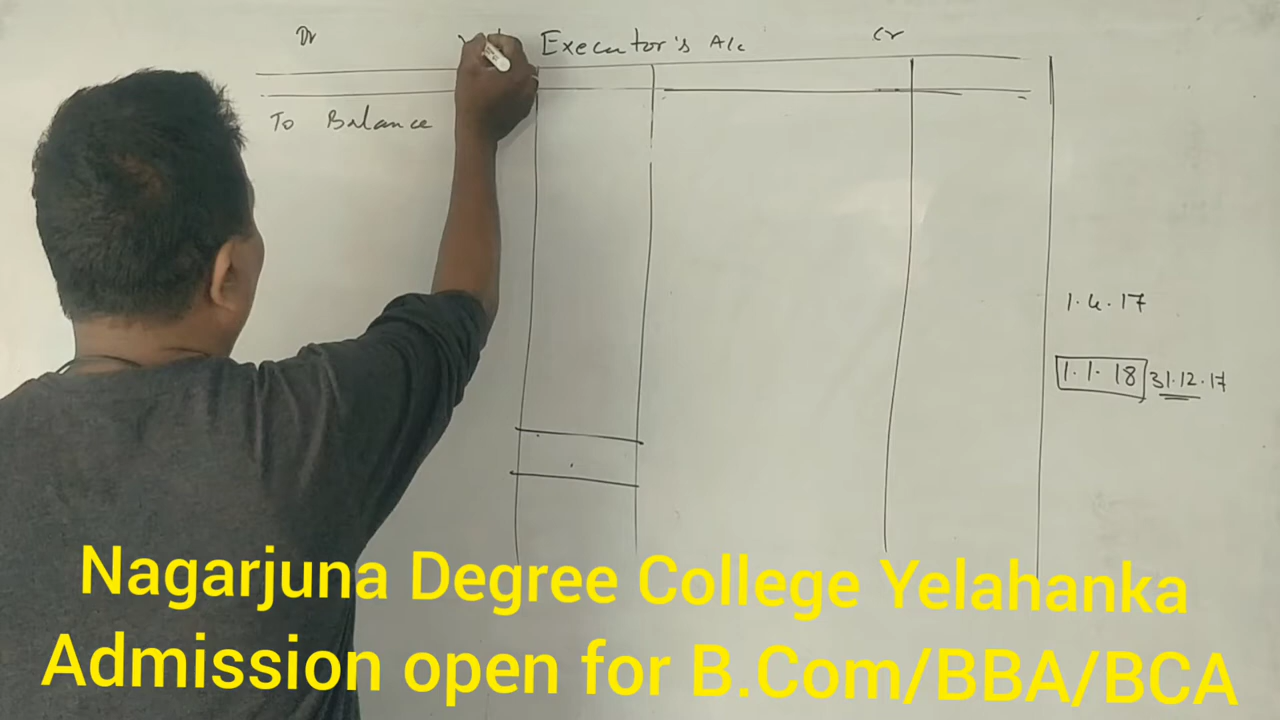 Dr Executor's A/c Cr
To Balance
1.4.17
1.1.18 31.12.17
Nagarjuna Degree College Yelahanka
Admission open for B.Com/BBA/BCA